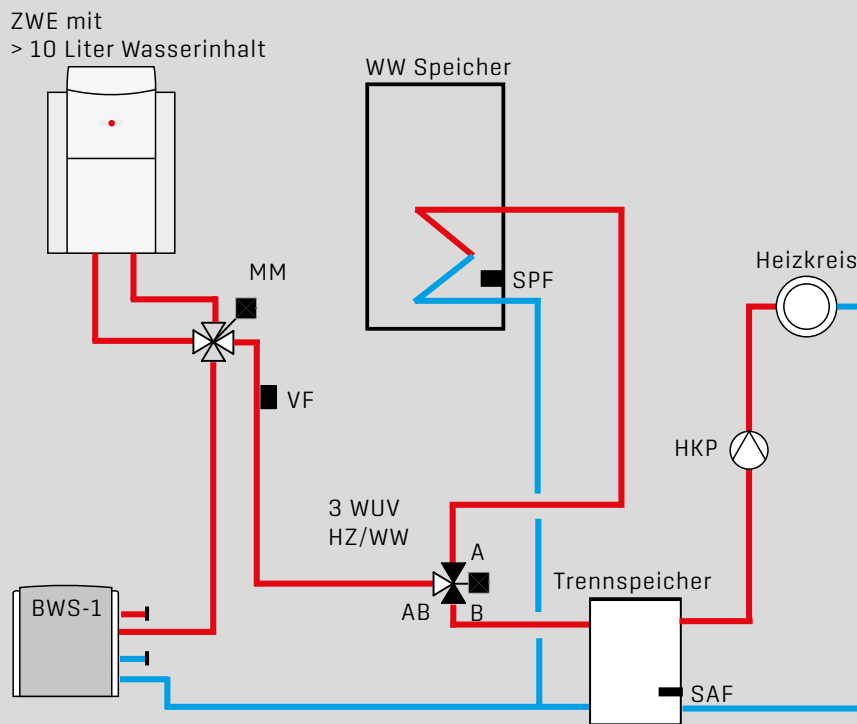 ZWE mit
> 10 Liter Wasserinhalt
WW Speicher
MM
SPF
Heizkreis
VF
HKP
3 WUV
HZ/WW
A
AB
B
Trennspeicher
BWS-1
SAF